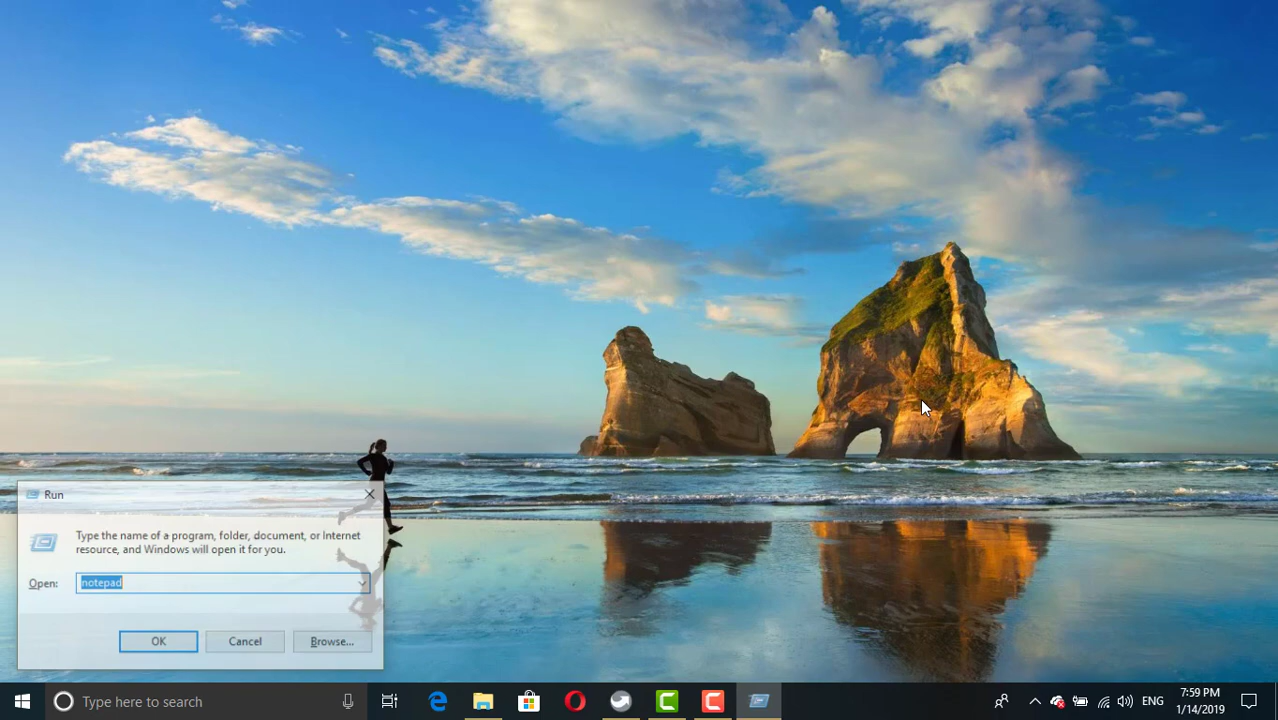 Run
Type the name of a program, folder, document, or Internet
resource, and Windows will open it for you.
Open: notepad
OK Cancel Browse...
Type here to search
ENG
7:59 PM
1/14/2019